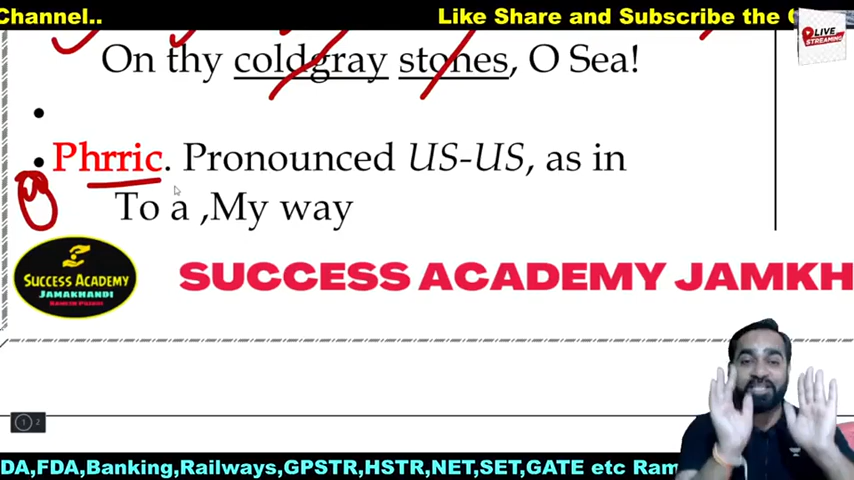 Channel..
Like Share and Subscribe the
LIVE
STREAMING
On thy coldgray stones, O Sea!
Phrric. Pronounced US-US, as in
To a ,My way
SUCCESS ACADEMY
JAMAKHANDI
SUCCESS ACADEMY JAMKH
1 2
DA,FDA,Banking,Railways,GPSTR,HSTR,NET,SET,GATE etc Ram